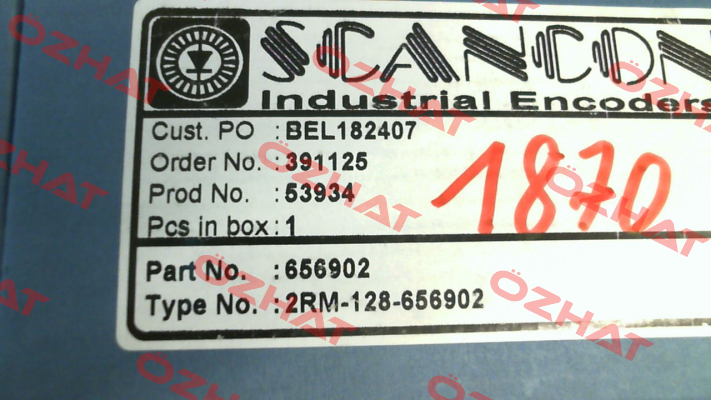 SCANCON
Industrial Encoders
Cust. PO : BEL182407
Order No. : 391125
Prod No. : 53934
Pcs in box : 1
1870
Part No. : 656902
Type No. : 2RM-128-656902
ÖZHAT